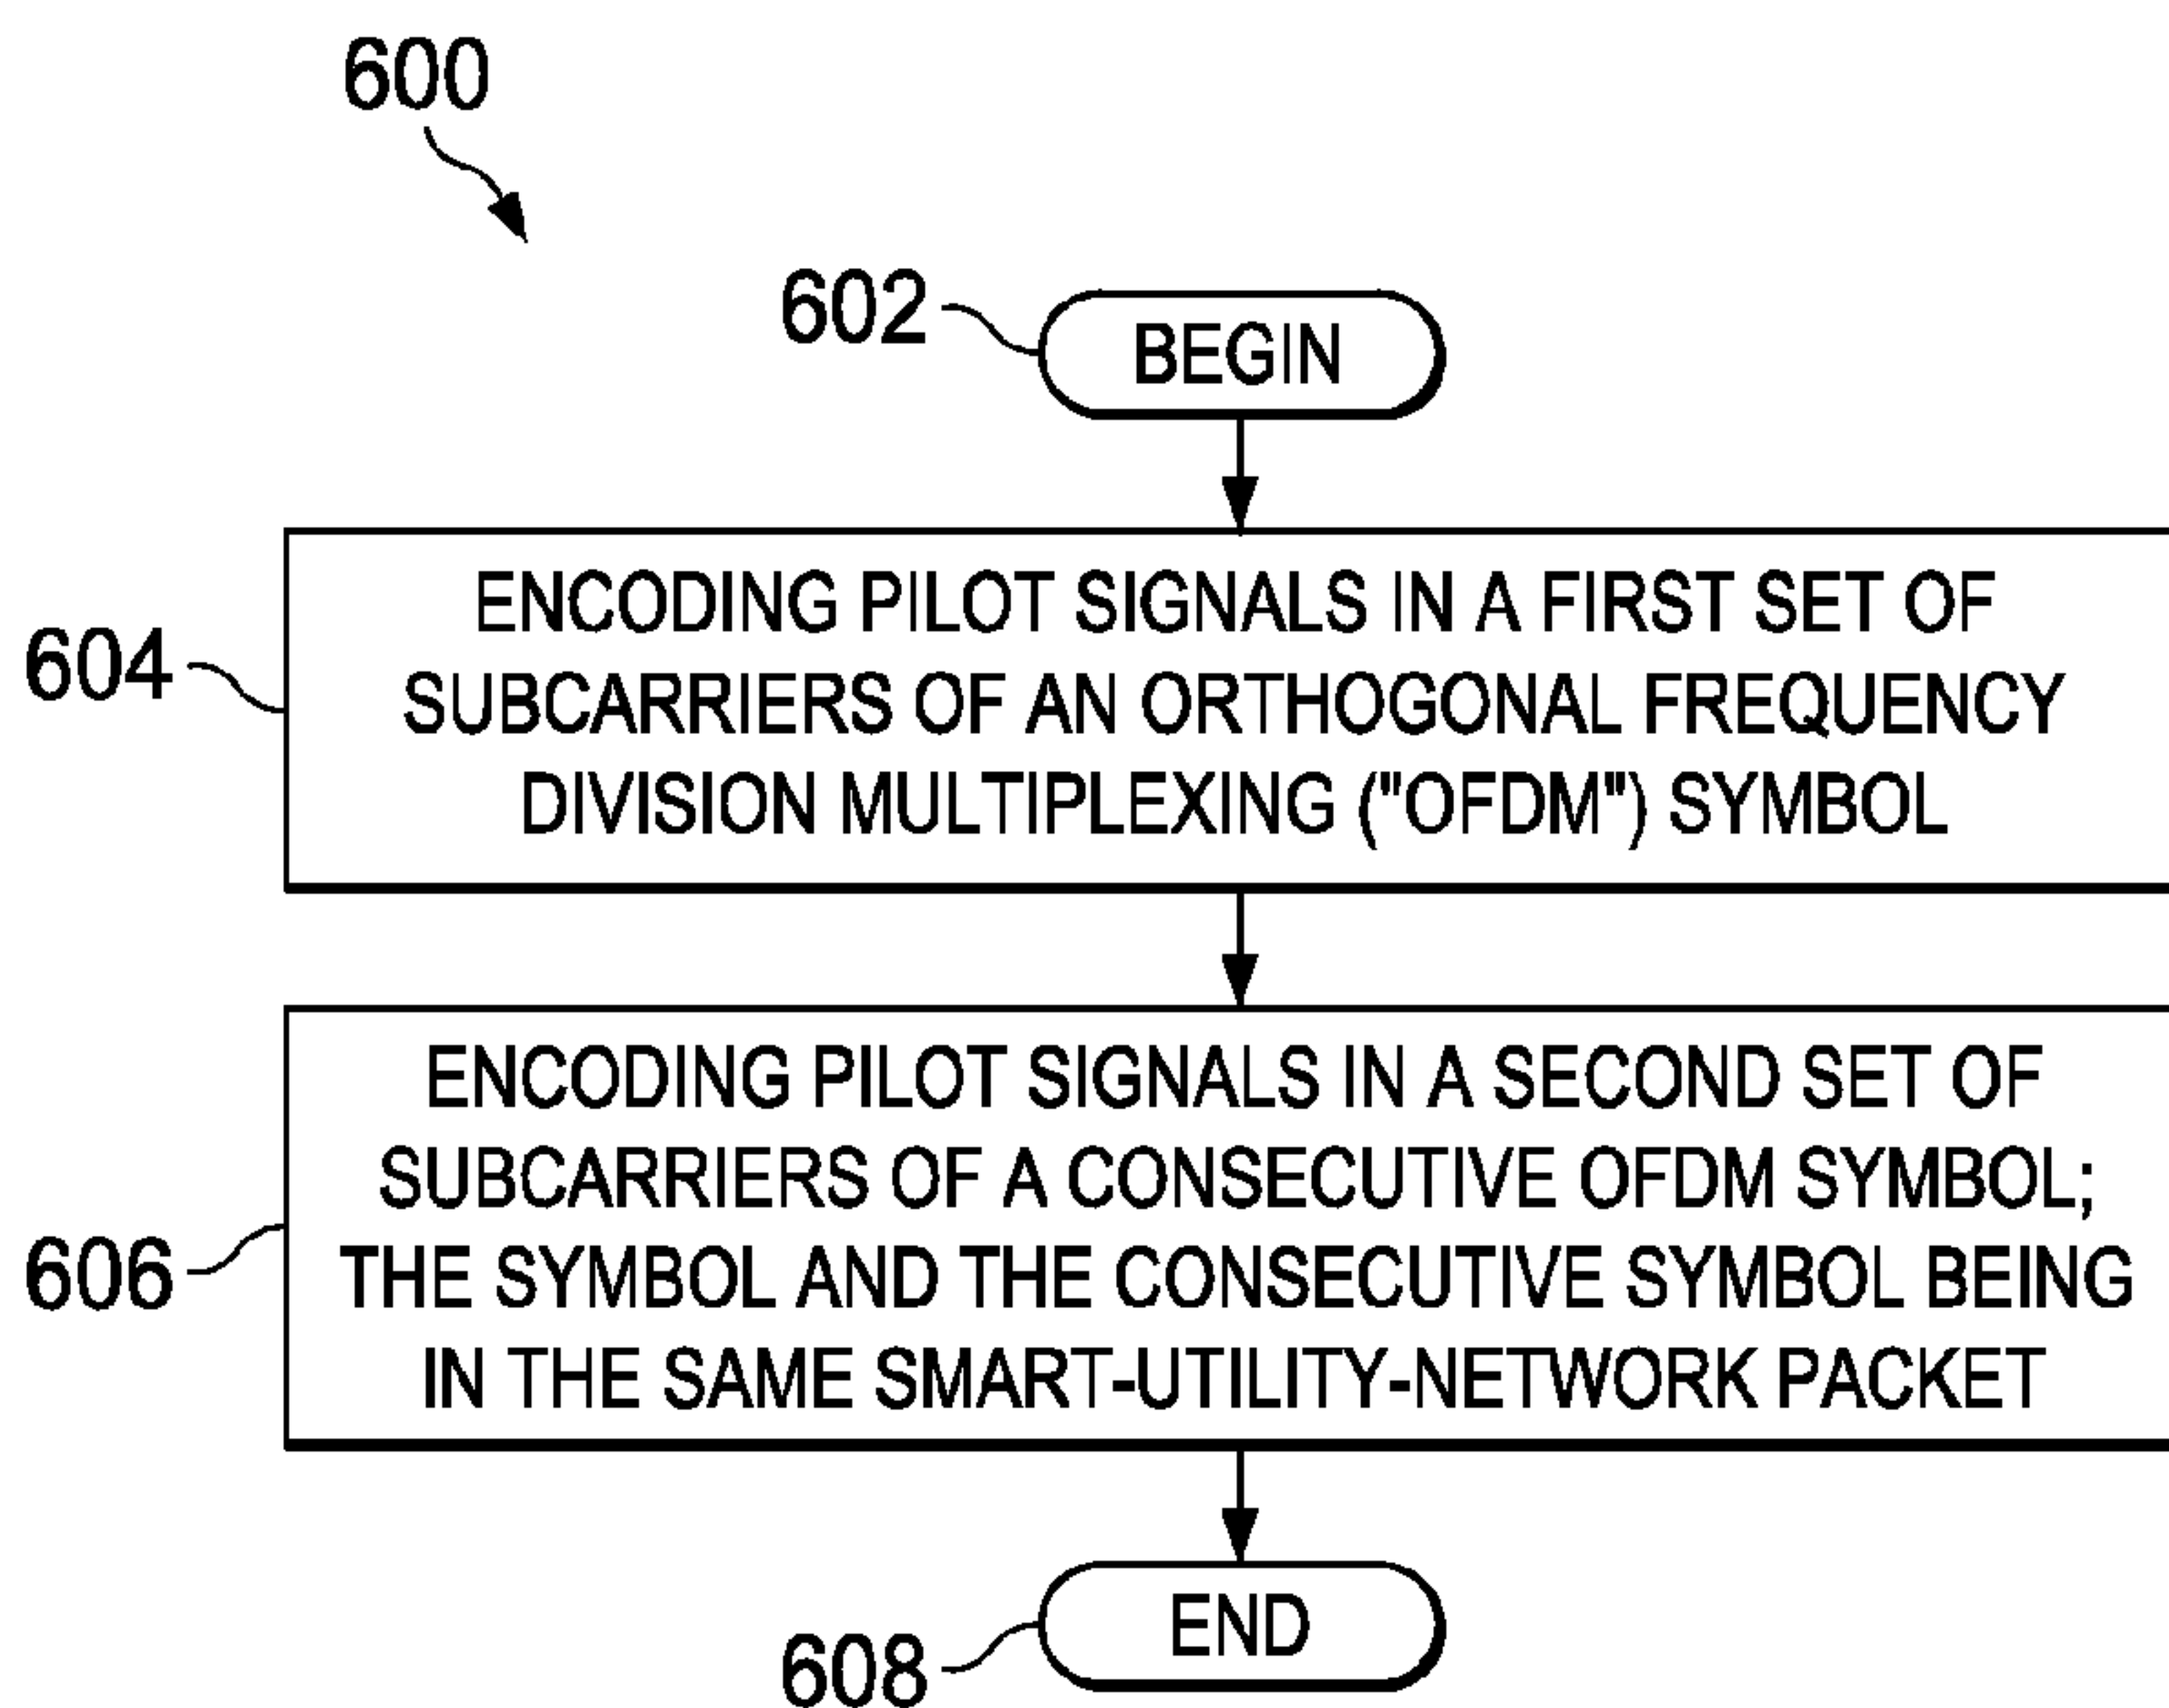 600
602
BEGIN
604
ENCODING PILOT SIGNALS IN A FIRST SET OF
SUBCARRIERS OF AN ORTHOGONAL FREQUENCY
DIVISION MULTIPLEXING ("OFDM") SYMBOL
606
ENCODING PILOT SIGNALS IN A SECOND SET OF
SUBCARRIERS OF A CONSECUTIVE OFDM SYMBOL;
THE SYMBOL AND THE CONSECUTIVE SYMBOL BEING
IN THE SAME SMART-UTILITY-NETWORK PACKET
END
608